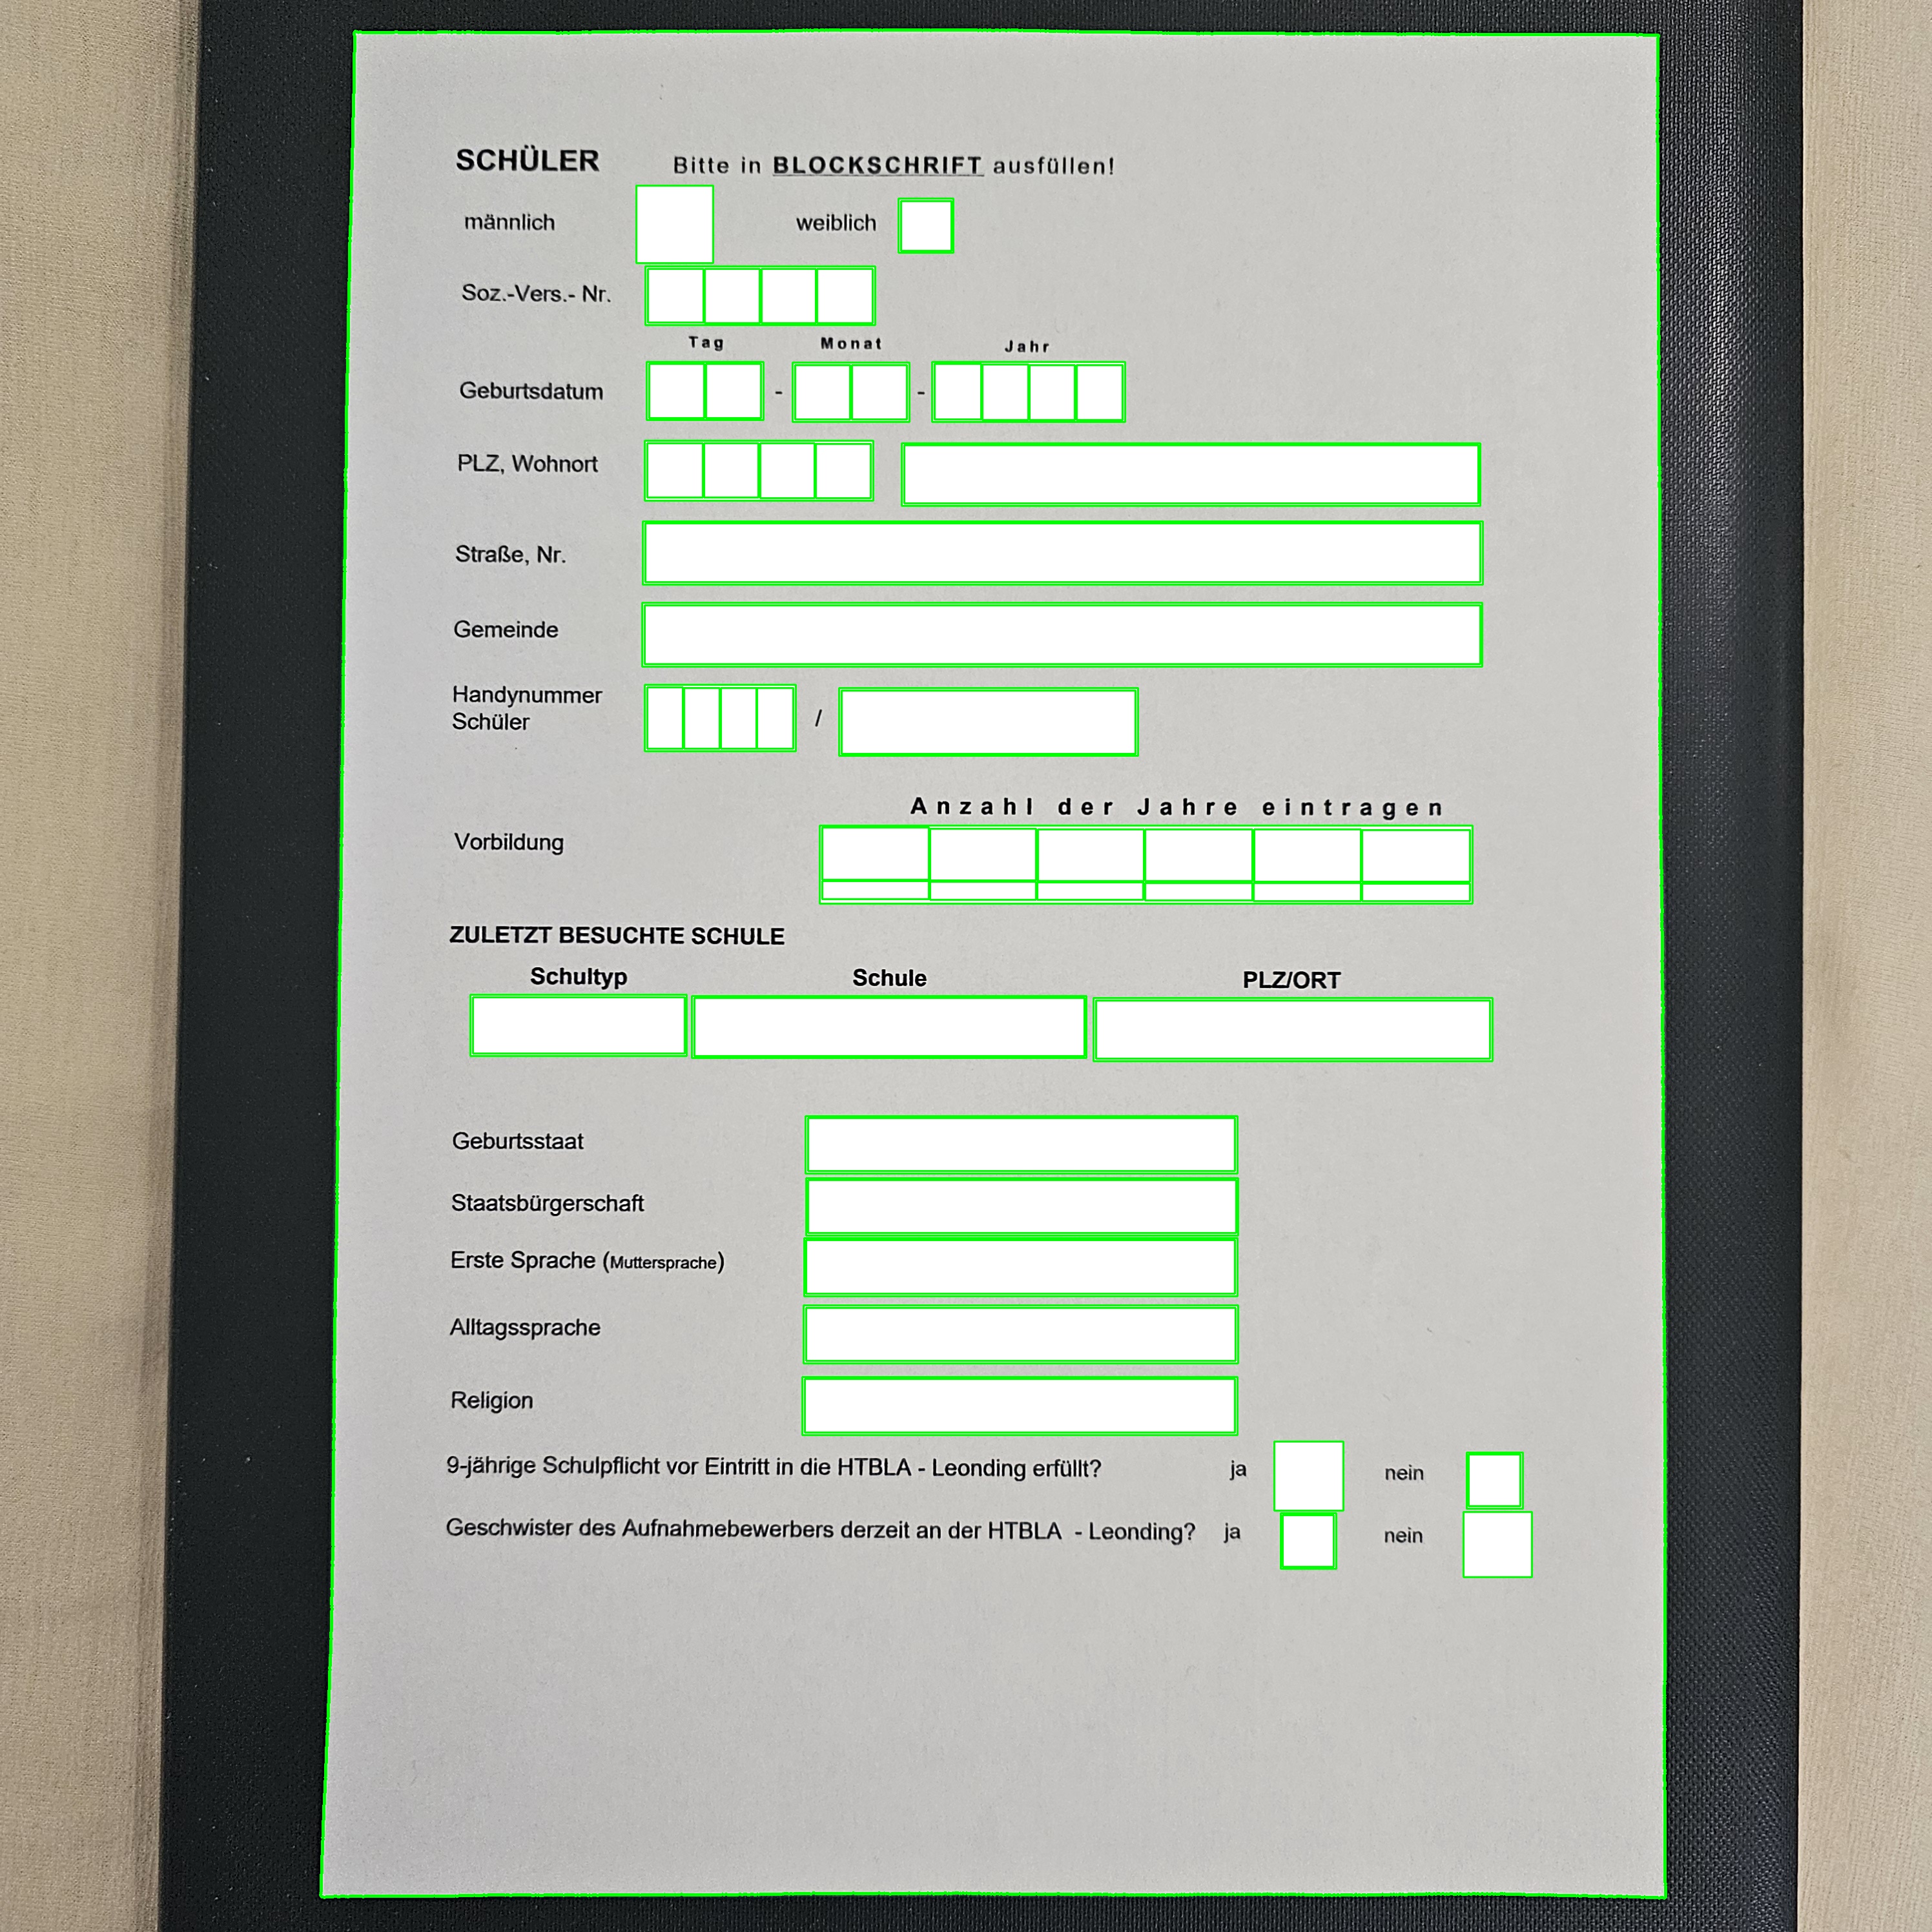 SCHÜLER Bitte in BLOCKSCHRIFT ausfüllen!
männlich weiblich
Soz.-Vers.- Nr.
Tag Monat Jahr
Geburtsdatum - -
PLZ, Wohnort
Straße, Nr.
Gemeinde
Handynummer
Schüler /
Anzahl der Jahre eintragen
Vorbildung
ZULETZT BESUCHTE SCHULE
Schultyp Schule PLZ/ORT
Geburtsstaat
Staatsbürgerschaft
Erste Sprache (Muttersprache)
Alltagssprache
Religion
9-jährige Schulpflicht vor Eintritt in die HTBLA - Leonding erfüllt? ja nein
Geschwister des Aufnahmebewerbers derzeit an der HTBLA - Leonding? ja nein